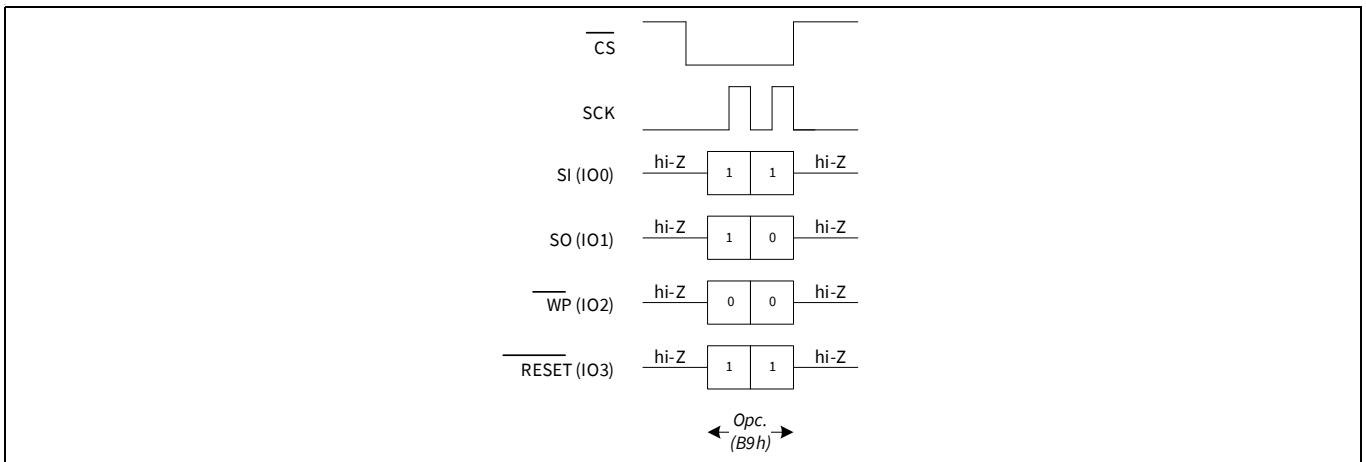 CS
SCK
hi-Z 1 1 hi-Z
SI (IO0)
hi-Z 1 0 hi-Z
SO (IO1)
hi-Z 0 0 hi-Z
WP (IO2)
hi-Z 1 1 hi-Z
RESET (IO3)
Opc.
(B9h)